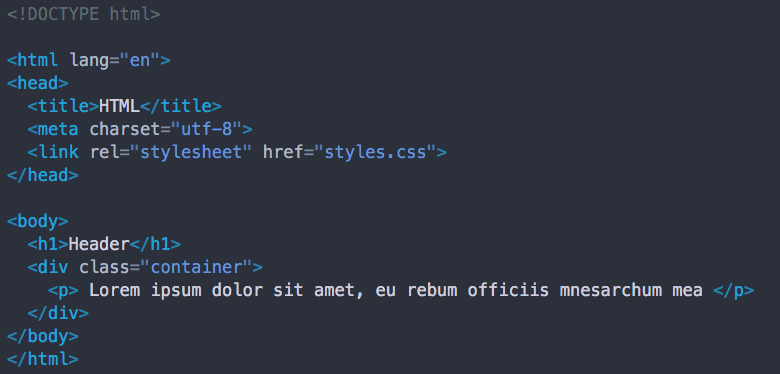 <!DOCTYPE html>
<html lang="en">
<head>
<title>HTML</title>
<meta charset="utf-8">
<link rel="stylesheet" href="styles.css">
</head>
<body>
<h1>Header</h1>
<div class="container">
<p> Lorem ipsum dolor sit amet, eu rebum officiis mnesarchum mea </p>
</div>
</body>
</html>